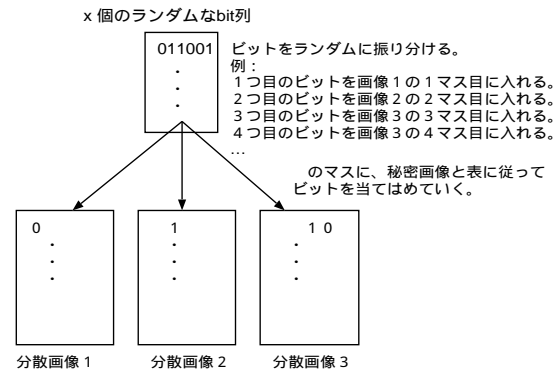 x 個のランダムなbit列
011001
ビットをランダムに振り分ける。
例：
１つ目のビットを画像１の１マス目に入れる。
２つ目のビットを画像２の２マス目に入れる。
３つ目のビットを画像３の３マス目に入れる。
４つ目のビットを画像３の４マス目に入れる。
...
のマスに、秘密画像と表に従って
ビットを当てはめていく。
0
1
1 0
分散画像１
分散画像２
分散画像３